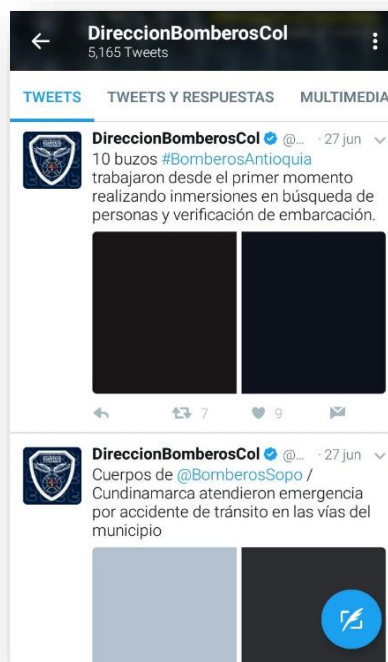 DireccionBomberosCol
5,165 Tweets
TWEETS TWEETS Y RESPUESTAS MULTIMEDIA
DireccionBomberosCol @... · 27 jun
10 buzos #BomberosAntioquia
trabajaron desde el primer momento
realizando inmersiones en búsqueda de
personas y verificación de embarcación.
7 9
DireccionBomberosCol @... · 27 jun
Cuerpos de @BomberosSopo /
Cundinamarca atendieron emergencia
por accidente de tránsito en las vías del
municipio